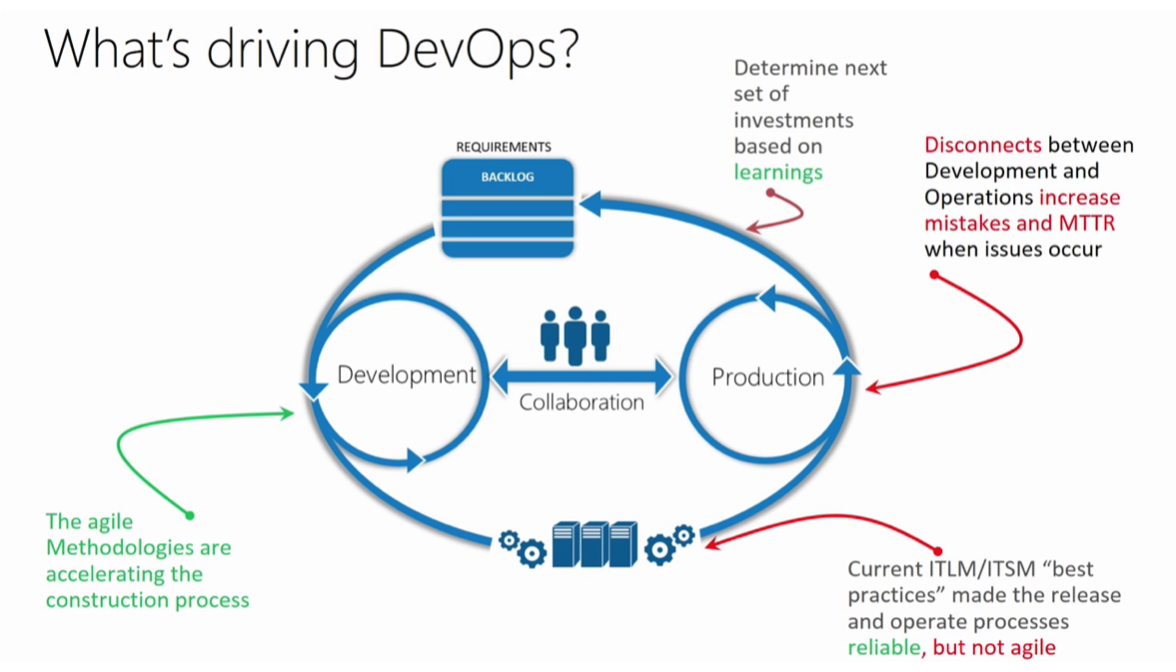 What's driving DevOps?
Determine next
set of
investments
based on
learnings
Disconnects between
Development and
Operations increase
mistakes and MTTR
when issues occur
REQUIREMENTS
BACKLOG
Development
Collaboration
Production
The agile
Methodologies are
accelerating the
construction process
Current ITLM/ITSM “best
practices” made the release
and operate processes
reliable, but not agile